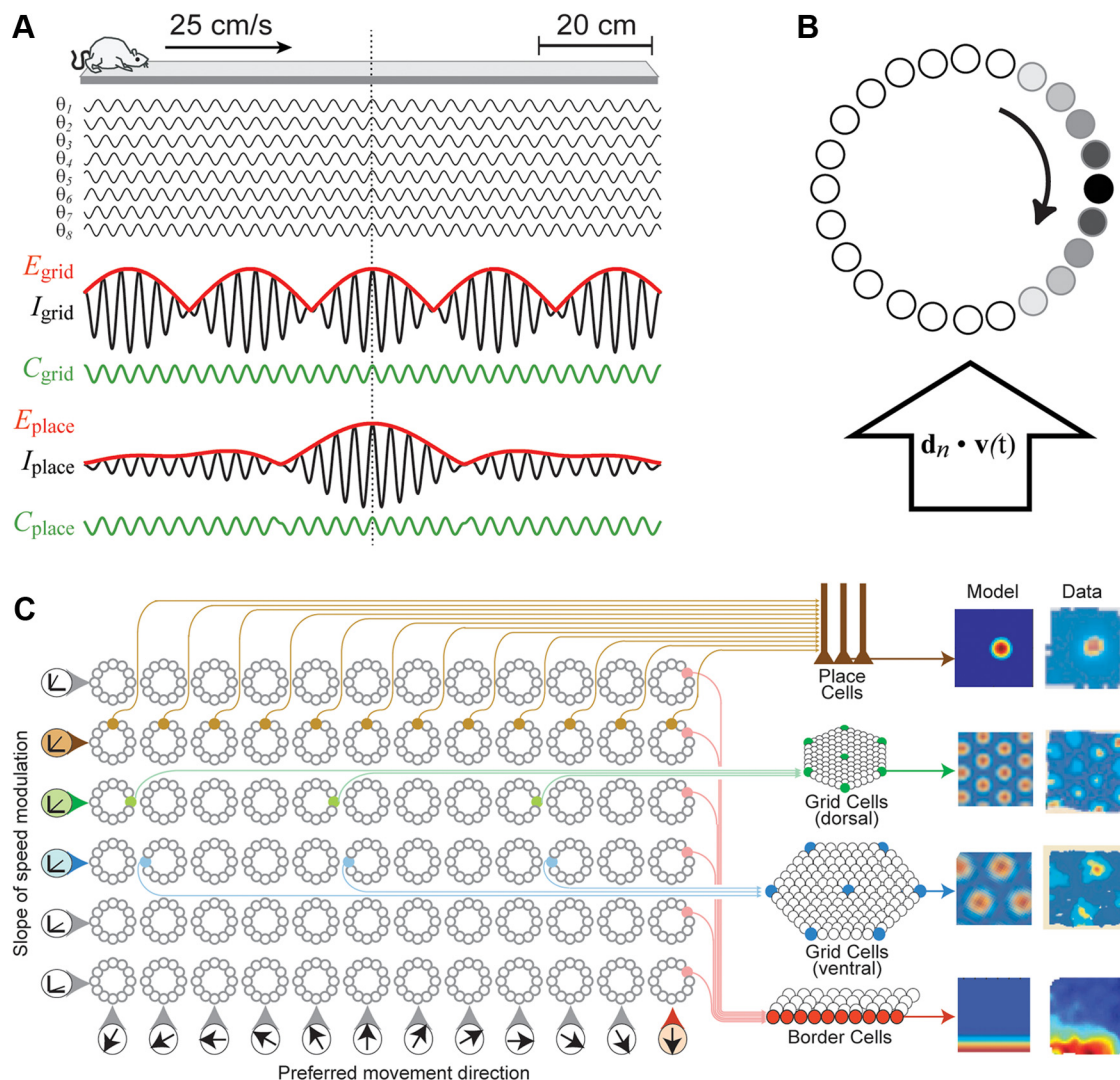 A
25 cm/s
20 cm
θ1
θ2
θ3
θ4
θ5
θ6
θ7
θ8
Egrid
Igrid
Cgrid
Eplace
Iplace
Cplace
B
dn • v(t)
C
Model
Data
Place
Cells
Grid Cells
(dorsal)
Grid Cells
(ventral)
Border Cells
Slope of speed modulation
Preferred movement direction